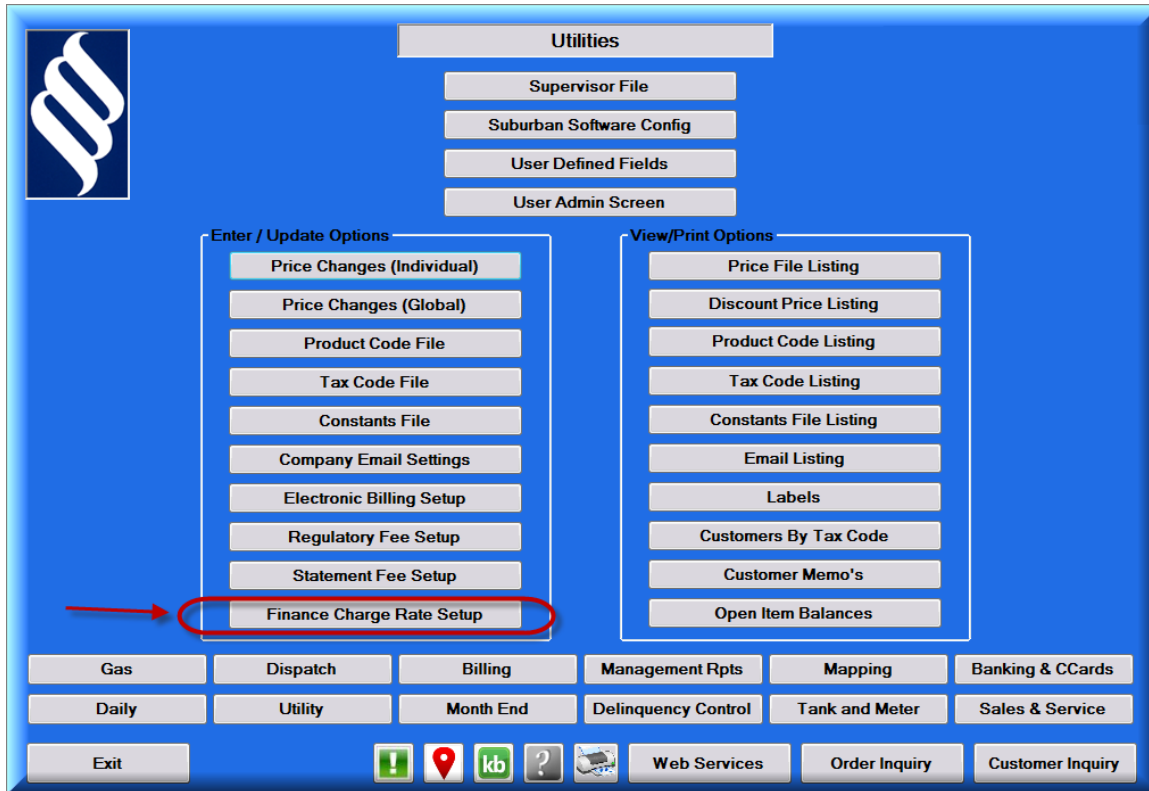 Utilities
Supervisor File
Suburban Software Config
User Defined Fields
User Admin Screen
Enter / Update Options
Price Changes (Individual)
Price Changes (Global)
Product Code File
Tax Code File
Constants File
Company Email Settings
Electronic Billing Setup
Regulatory Fee Setup
Statement Fee Setup
Finance Charge Rate Setup
View/Print Options
Price File Listing
Discount Price Listing
Product Code Listing
Tax Code Listing
Constants File Listing
Email Listing
Labels
Customers By Tax Code
Customer Memo's
Open Item Balances
Gas Dispatch Billing Management Rpts Mapping Banking & CCards
Daily Utility Month End Delinquency Control Tank and Meter Sales & Service
Exit ! kb ? Web Services Order Inquiry Customer Inquiry